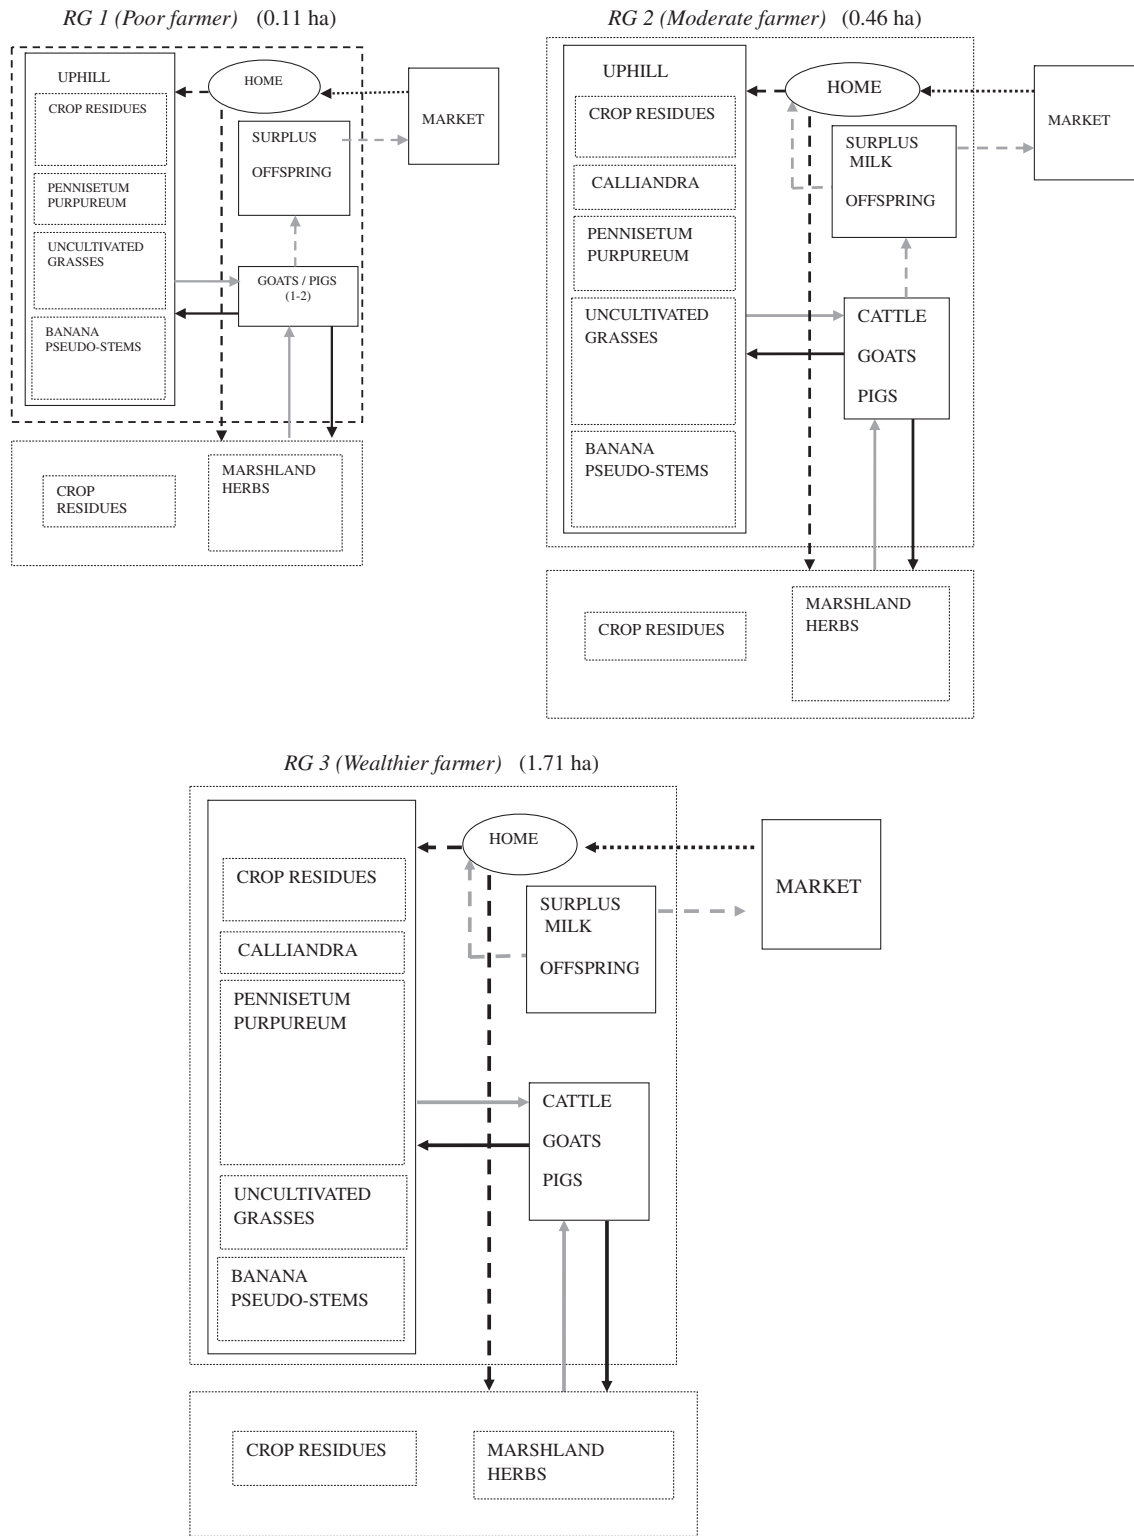 RG 1 (Poor farmer) (0.11 ha)
UPHILL
HOME
CROP RESIDUES
MARKET
SURPLUS
OFFSPRING
PENNISETUM
PURPUREUM
UNCULTIVATED
GRASSES
GOATS / PIGS
(1-2)
BANANA
PSEUDO-STEMS
MARSHLAND
HERBS
CROP
RESIDUES
RG 2 (Moderate farmer) (0.46 ha)
UPHILL
HOME
CROP RESIDUES
MARKET
SURPLUS
MILK
OFFSPRING
CALLIANDRA
PENNISETUM
PURPUREUM
UNCULTIVATED
GRASSES
CATTLE
GOATS
PIGS
BANANA
PSEUDO-STEMS
MARSHLAND
HERBS
CROP RESIDUES
RG 3 (Wealthier farmer) (1.71 ha)
HOME
CROP RESIDUES
MARKET
SURPLUS
MILK
OFFSPRING
CALLIANDRA
PENNISETUM
PURPUREUM
CATTLE
GOATS
PIGS
UNCULTIVATED
GRASSES
BANANA
PSEUDO-STEMS
CROP RESIDUES
MARSHLAND
HERBS